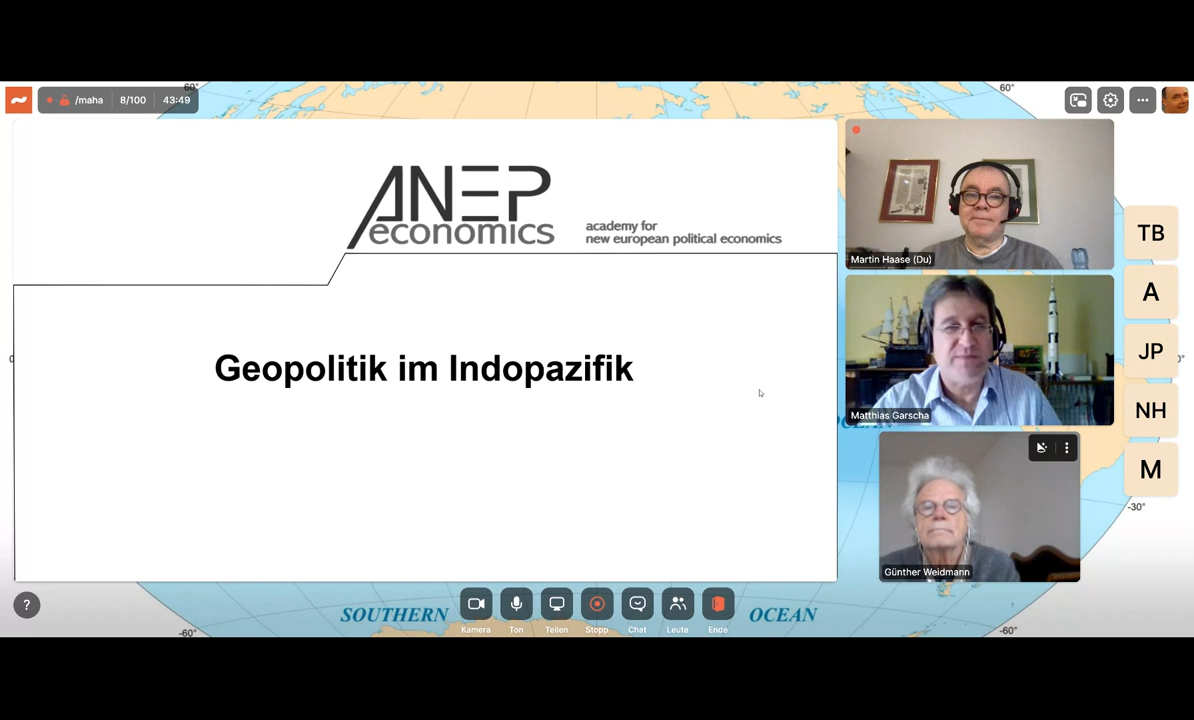 60°
60°
/maha
8/100
43:49
ANEP
economics
academy for
new european political economics
Geopolitik im Indopazifik
Martin Haase (Du)
Matthias Garscha
Günther Weidmann
TB
A
JP
NH
M
-30°
?
SOUTHERN
OCEAN
Kamera
Ton
Teilen
Stopp
Chat
Leute
Ende
-60°
-60°